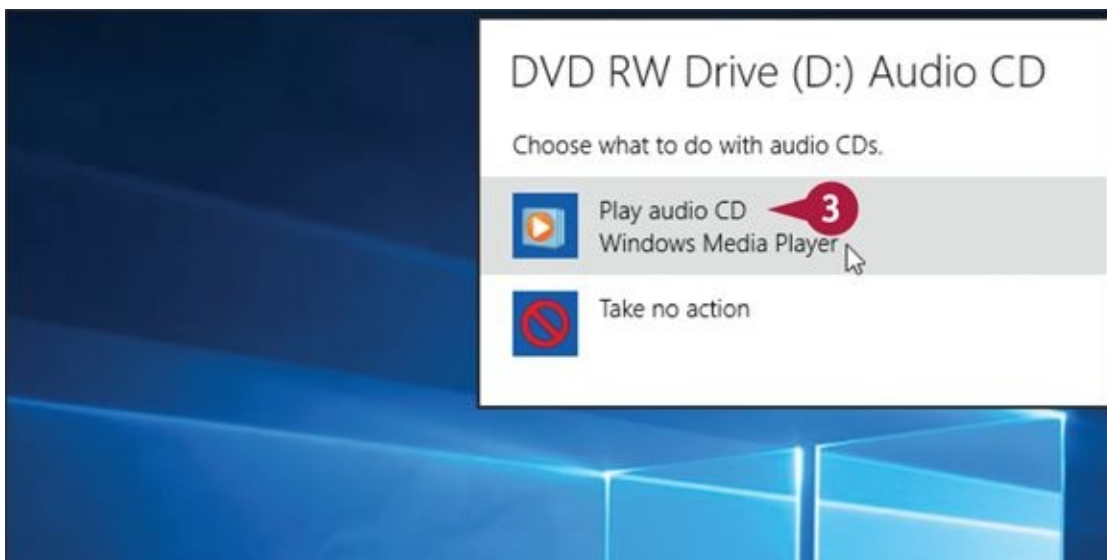 DVD RW Drive (D:) Audio CD
Choose what to do with audio CDs.
Play audio CD 3
Windows Media Player
Take no action